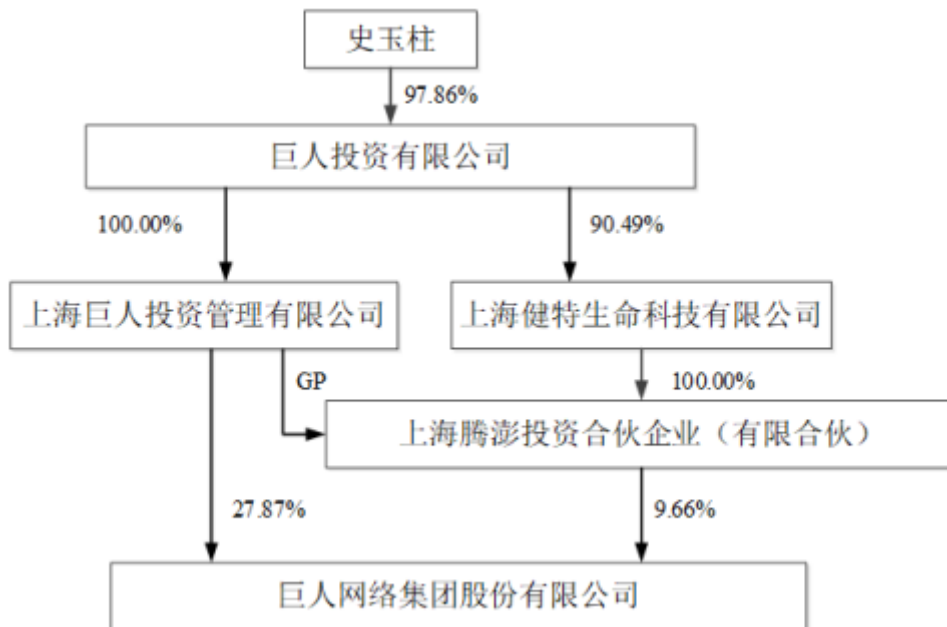 史玉柱
97.86%
巨人投资有限公司
100.00%
90.49%
上海巨人投资管理有限公司
上海健特生命科技有限公司
GP
100.00%
上海腾澎投资合伙企业（有限合伙）
27.87%
9.66%
巨人网络集团股份有限公司